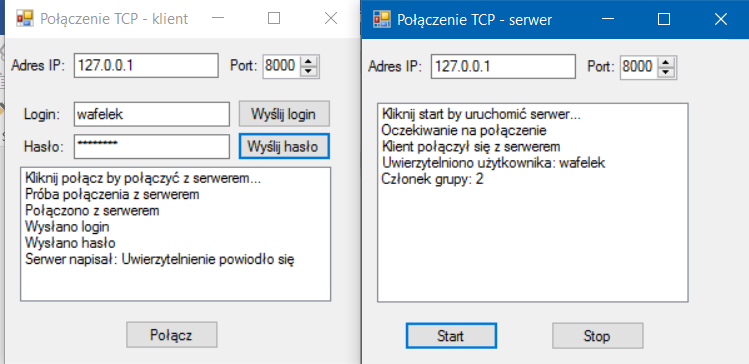 Połączenie TCP - klient
Adres IP: 127.0.0.1 Port: 8000
Login: wafelek Wyślij login
Hasło: ******** Wyślij hasło
Kliknij połącz by połączyć z serwerem...
Próba połączenia z serwerem
Połączono z serwerem
Wysłano login
Wysłano hasło
Serwer napisał: Uwierzytelnienie powiodło się
Połącz
Połączenie TCP - serwer
Adres IP: 127.0.0.1 Port: 8000
Kliknij start by uruchomić serwer...
Oczekiwanie na połączenie
Klient połączył się z serwerem
Uwierzytelniono użytkownika: wafelek
Członek grupy: 2
Start Stop